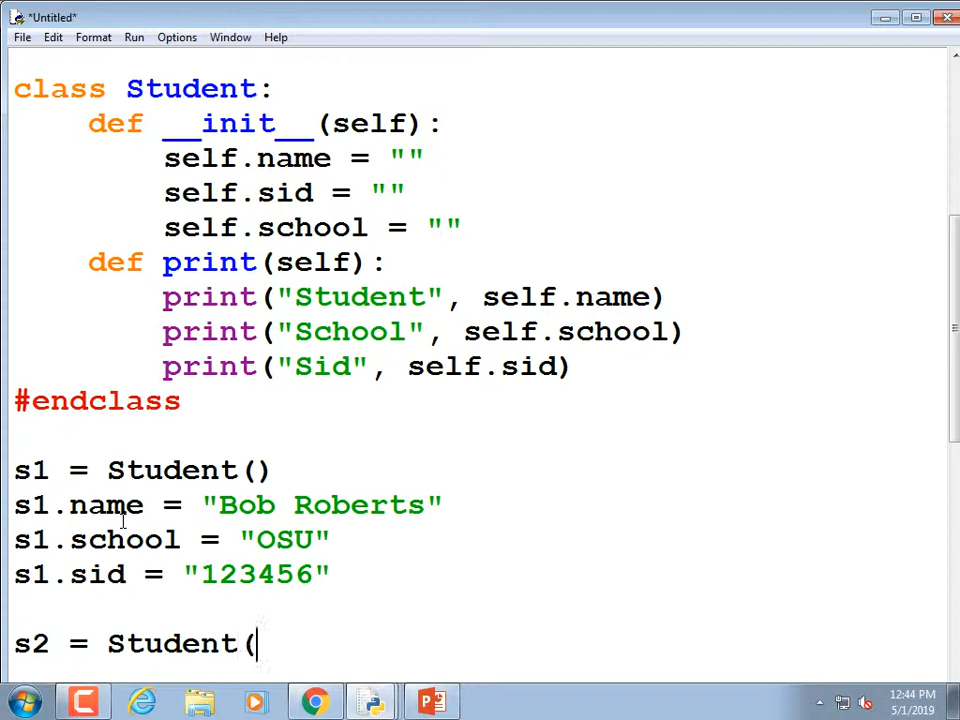 *Untitled*
File Edit Format Run Options Window Help
class Student:
    def __init__(self):
        self.name = ""
        self.sid = ""
        self.school = ""
    def print(self):
        print("Student", self.name)
        print("School", self.school)
        print("Sid", self.sid)
#endclass
s1 = Student()
s1.name = "Bob Roberts"
s1.school = "OSU"
s1.sid = "123456"
s2 = Student(
12:44 PM
5/1/2019